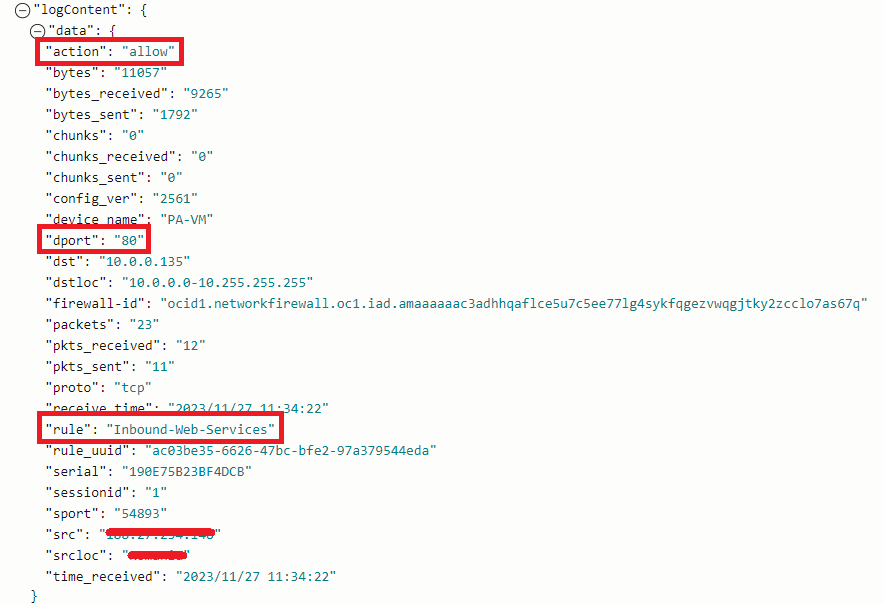 "logContent": {
"data": {
"action": "allow"
"bytes": "11057"
"bytes_received": "9265"
"bytes_sent": "1792"
"chunks": "0"
"chunks_received": "0"
"chunks_sent": "0"
"config_ver": "2561"
"device_name": "PA-VM"
"dport": "80"
"dst": "10.0.0.135"
"dstloc": "10.0.0.0-10.255.255.255"
"firewall-id": "ocid1.networkfirewall.oc1.iad.amaaaaaac3adhhqaflce5u7c5ee77lg4sykfqgezvwqgjtky2zcclo7as67q"
"packets": "23"
"pkts_received": "12"
"pkts_sent": "11"
"proto": "tcp"
"receive_time": "2023/11/27 11:34:22"
"rule": "Inbound-Web-Services"
"rule_uuid": "ac03be35-6626-47bc-bfe2-97a379544eda"
"serial": "190E75B23BF4DCB"
"sessionid": "1"
"sport": "54893"
"src": "
"srcloc": "
"time_received": "2023/11/27 11:34:22"
}